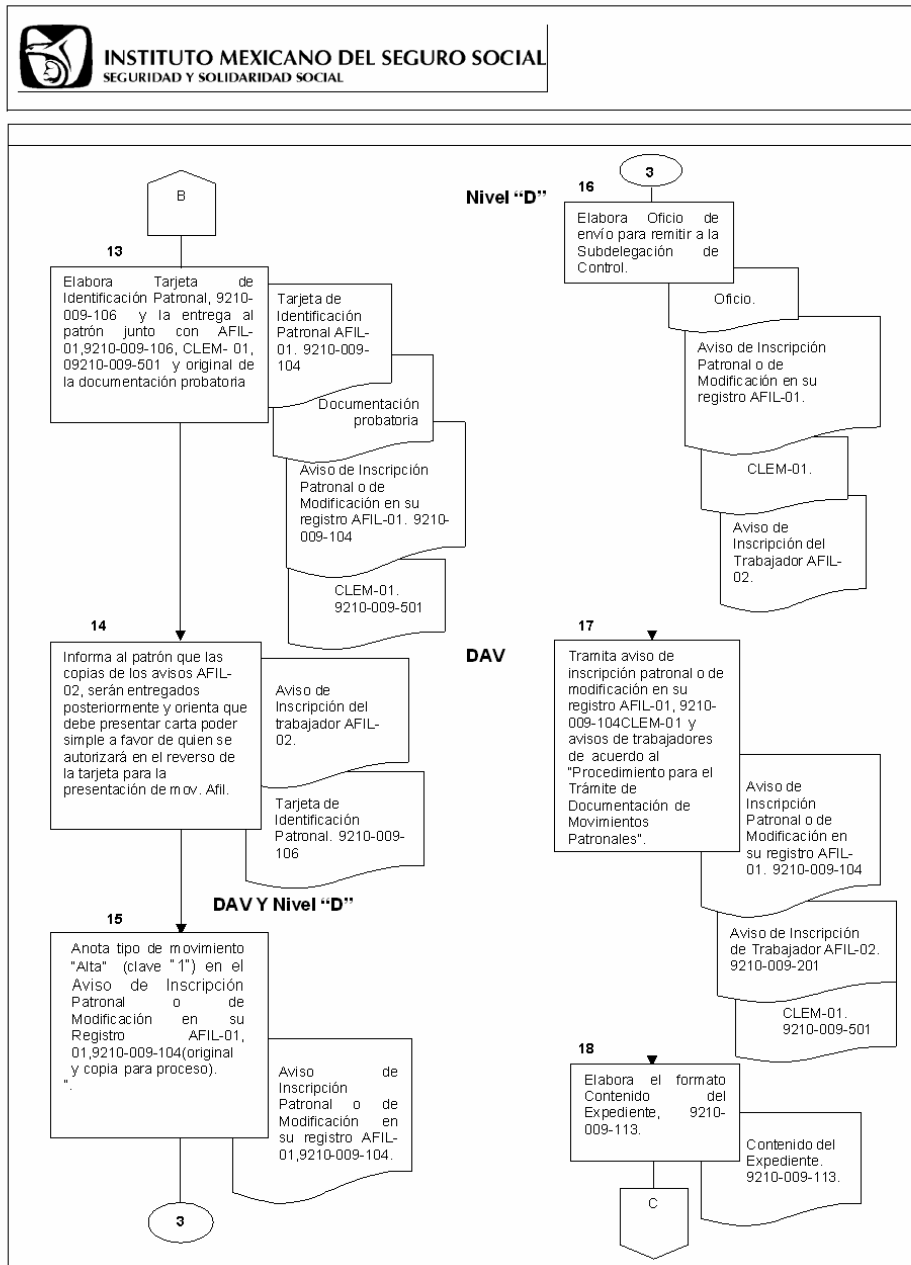 INSTITUTO MEXICANO DEL SEGURO SOCIAL
SEGURIDAD Y SOLIDARIDAD SOCIAL
B
13
Elabora Tarjeta de
Identificación Patronal, 9210-
009-106 y la entrega al
patrón junto con AFIL-
01,9210-009-106, CLEM- 01,
09210-009-501 y original de
la documentación probatoria
Tarjeta de
Identificación
Patronal AFIL-
01. 9210-009-
104
Documentación
probatoria
Aviso de Inscripción
Patronal o de
Modificación en su
registro AFIL-01. 9210-
009-104
CLEM-01.
9210-009-501
14
Informa al patrón que las
copias de los avisos AFIL-
02, serán entregados
posteriormente y orienta que
debe presentar carta poder
simple a favor de quien se
autorizará en el reverso de
la tarjeta para la
presentación de mov. Afil.
Aviso de
Inscripción del
trabajador AFIL-
02.
Tarjeta de
Identificación
Patronal. 9210-009-
106
DAV Y Nivel “D”
15
Anota tipo de movimiento
"Alta" (clave "1") en el
Aviso de Inscripción
Patronal o de
Modificación en su
Registro AFIL-01,
01,9210-009-104(original
y copia para proceso).
".
Aviso de
Inscripción
Patronal o de
Modificación en
su registro AFIL-
01,9210-009-104.
3
Nivel “D”
16
3
Elabora Oficio de
envío para remitir a la
Subdelegación de
Control.
Oficio.
Aviso de Inscripción
Patronal o de
Modificación en su
registro AFIL-01.
CLEM-01.
Aviso de
Inscripción del
Trabajador AFIL-
02.
DAV
17
Tramita aviso de
inscripción patronal o de
modificación en su
registro AFIL-01, 9210-
009-104CLEM-01 y
avisos de trabajadores
de acuerdo al
"Procedimiento para el
Trámite de
Documentación de
Movimientos
Patronales".
Aviso de
Inscripción
Patronal o de
Modificación en
su registro AFIL-
01. 9210-009-104
Aviso de Inscripción
de Trabajador AFIL-02.
9210-009-201
CLEM-01.
9210-009-501
18
Elabora el formato
Contenido del
Expediente, 9210-
009-113.
Contenido del
Expediente.
9210-009-113.
C